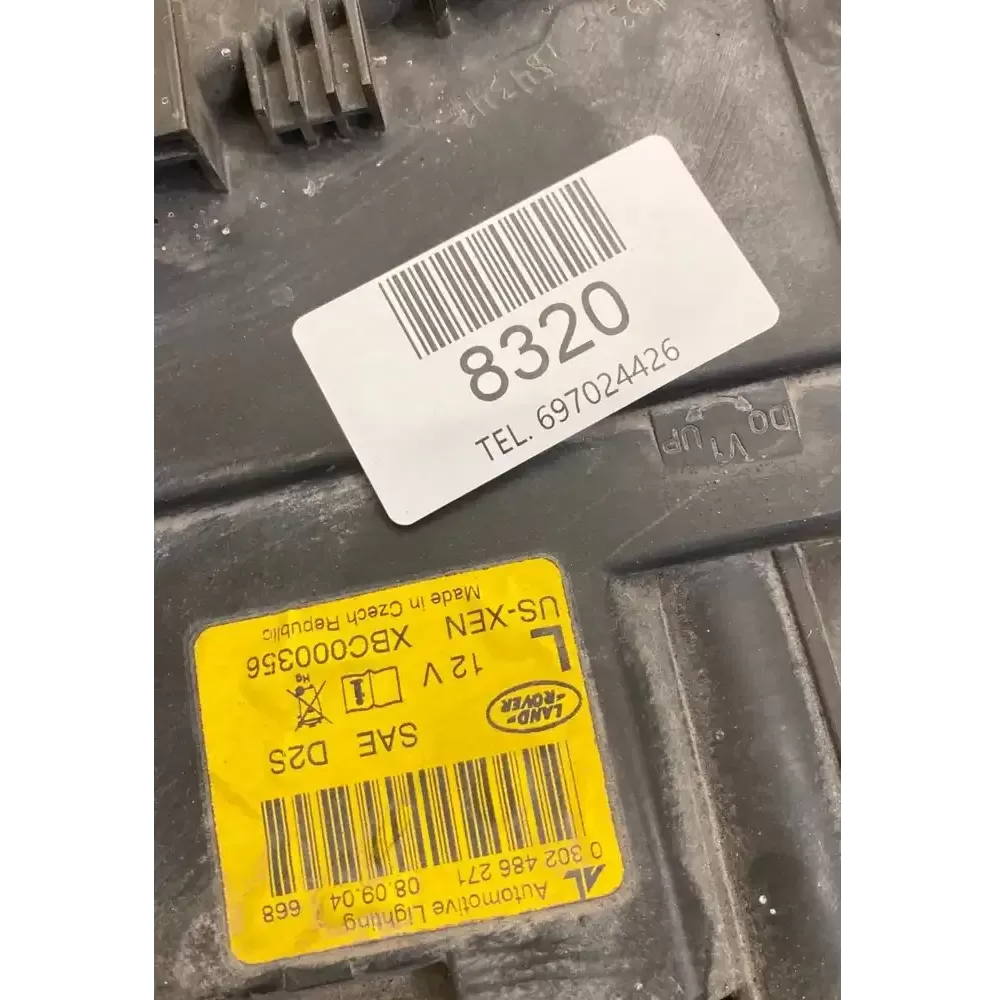 8320
TEL. 697024426
V1 UP
AL Automotive Lighting
0 302 486 271 08.09.04 668
LAND-
-ROVER
SAE D2S
12 V
Hg
L
US-XEN XBC000356
Made in Czech Republic